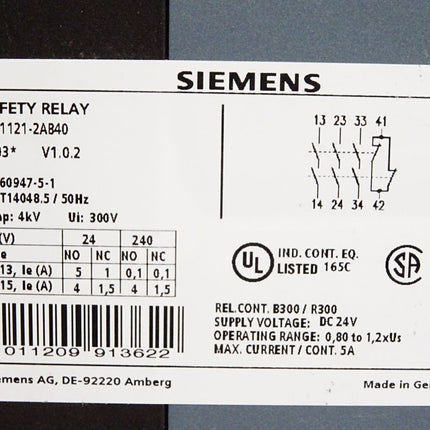 SIEMENS
FETY RELAY
1121-2AB40
03* V1.0.2
60947-5-1
T14048.5 / 50Hz
p: 4kV Ui: 300V
(V) 24 240
e NO NC NO NC
13, Ie (A) 5 1 0,1 0,1
15, Ie (A) 4 1,5 4 1,5
13 23 33 41
14 24 34 42
UL IND. CONT. EQ.
LISTED 165C
SA
REL.CONT. B300 / R300
SUPPLY VOLTAGE: DC 24V
OPERATING RANGE: 0,80 to 1,2xUs
MAX. CURRENT / CONT. 5A
011209 913622
emens AG, DE-92220 Amberg
Made in Ger